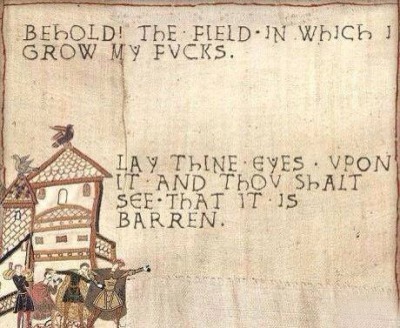 BEHOLD! THE · FIELD · IN WHICH I
GROW MY FVCKS.
LAY THINE · EYES · VPON
IT · AND THOV SHALT
SEE · THAT IT · IS
BARREN.